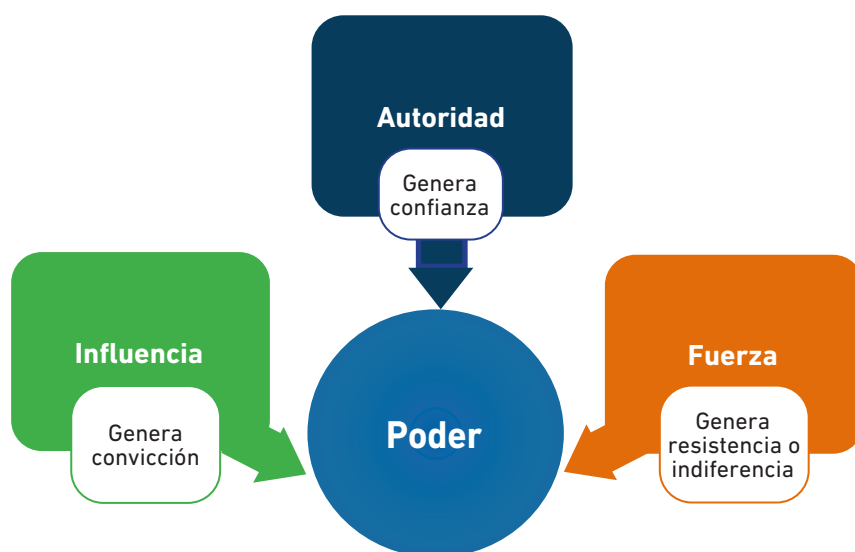 Autoridad
Genera
confianza
Influencia
Genera
convicción
Poder
Fuerza
Genera
resistencia o
indiferencia